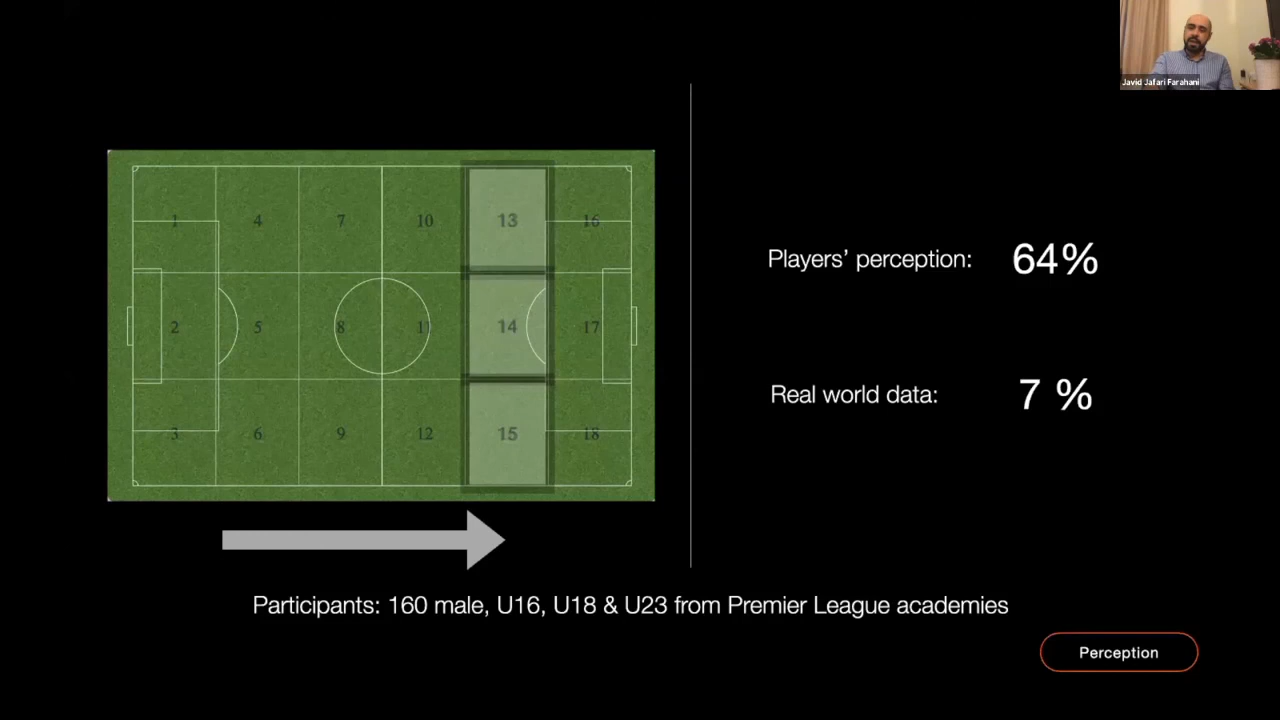 Javid Jafari Farahani
1 4 7 10 13 16
2 5 8 11 14 17
3 6 9 12 15 18
Players’ perception: 64%
Real world data: 7 %
Participants: 160 male, U16, U18 & U23 from Premier League academies
Perception